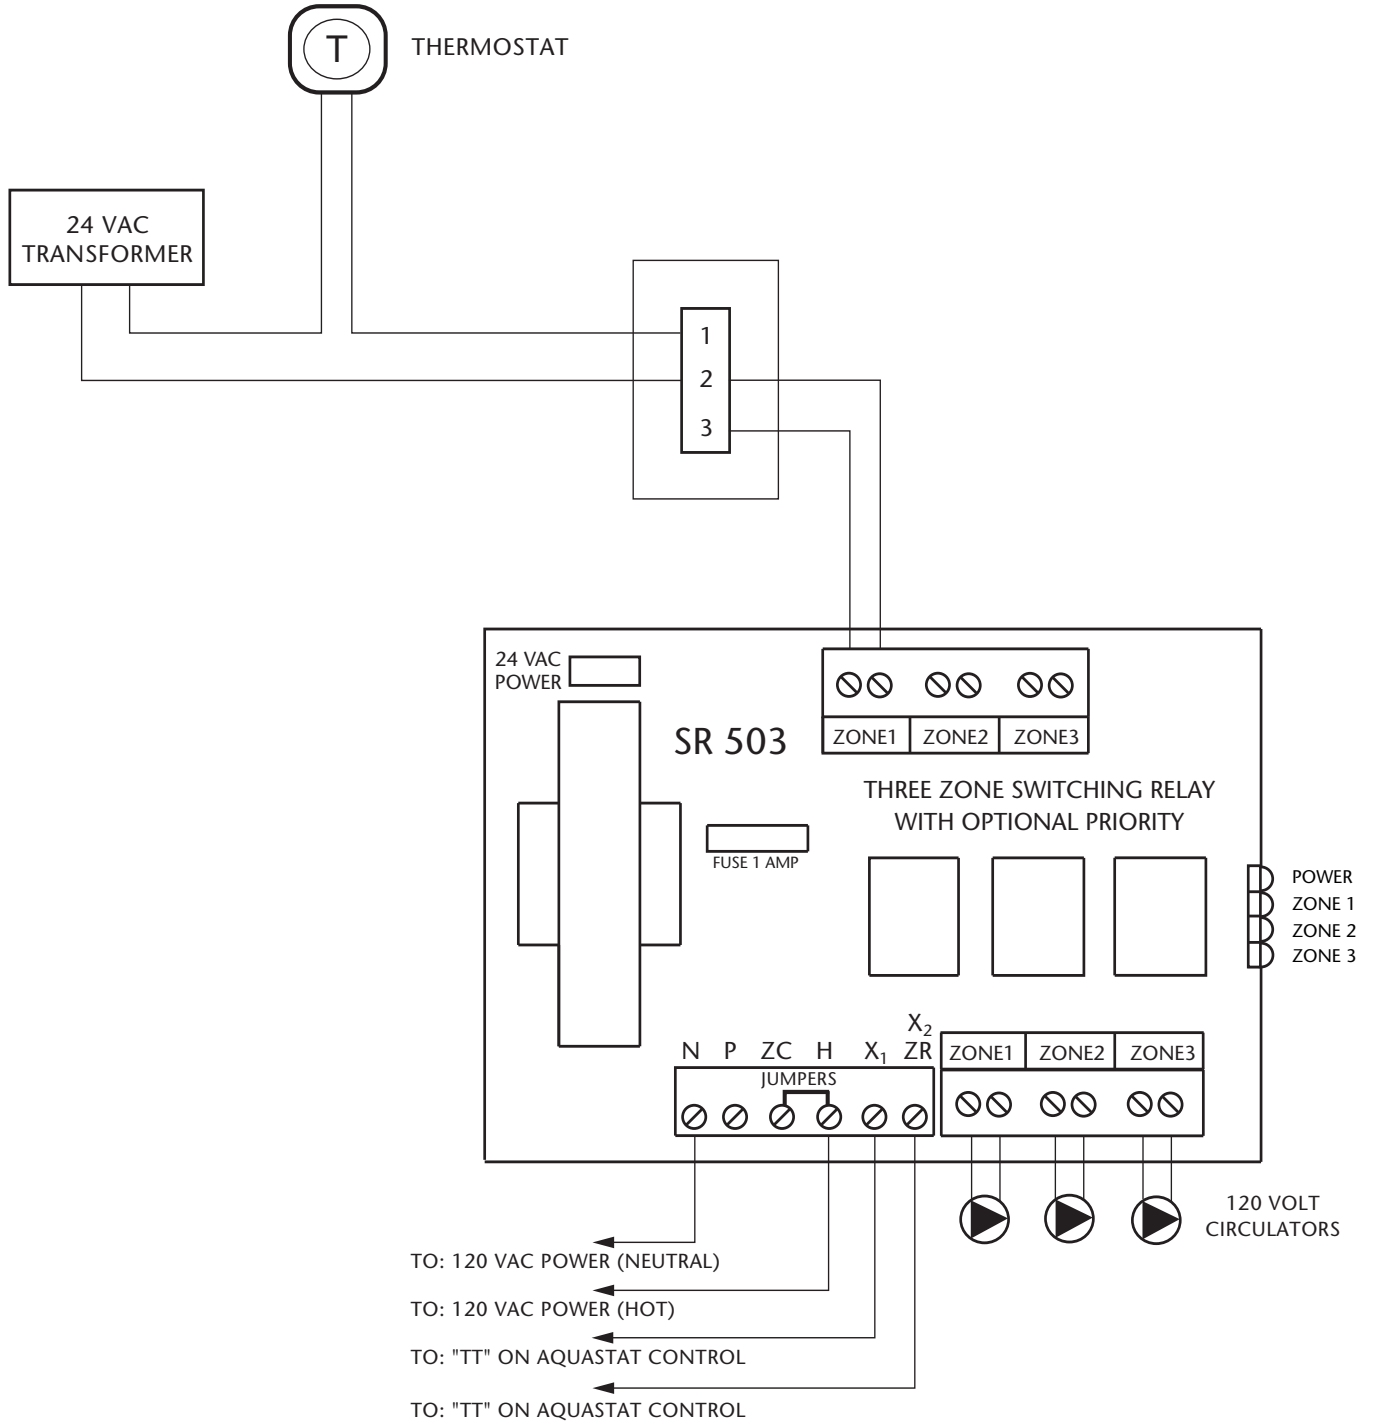 T
THERMOSTAT
24 VAC
TRANSFORMER
1
2
3
24 VAC
POWER
SR 503
ZONE1 ZONE2 ZONE3
THREE ZONE SWITCHING RELAY
WITH OPTIONAL PRIORITY
FUSE 1 AMP
POWER
ZONE 1
ZONE 2
ZONE 3
X2
N P ZC H X1 ZR
ZONE1 ZONE2 ZONE3
JUMPERS
120 VOLT
CIRCULATORS
TO: 120 VAC POWER (NEUTRAL)
TO: 120 VAC POWER (HOT)
TO: "TT" ON AQUASTAT CONTROL
TO: "TT" ON AQUASTAT CONTROL